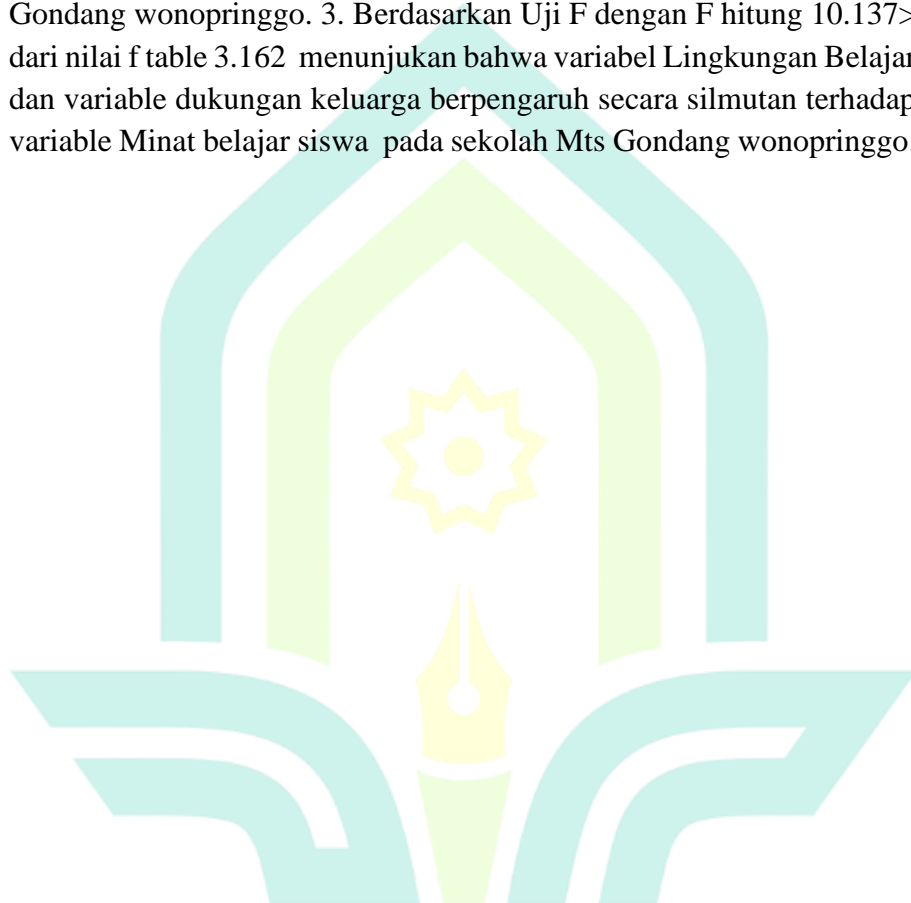 Gondang wonopringgo. 3. Berdasarkan Uji F dengan F hitung 10.137>
dari nilai f table 3.162 menunjukan bahwa variabel Lingkungan Belajar
dan variable dukungan keluarga berpengaruh secara silmutan terhadap
variable Minat belajar siswa pada sekolah Mts Gondang wonopringgo.